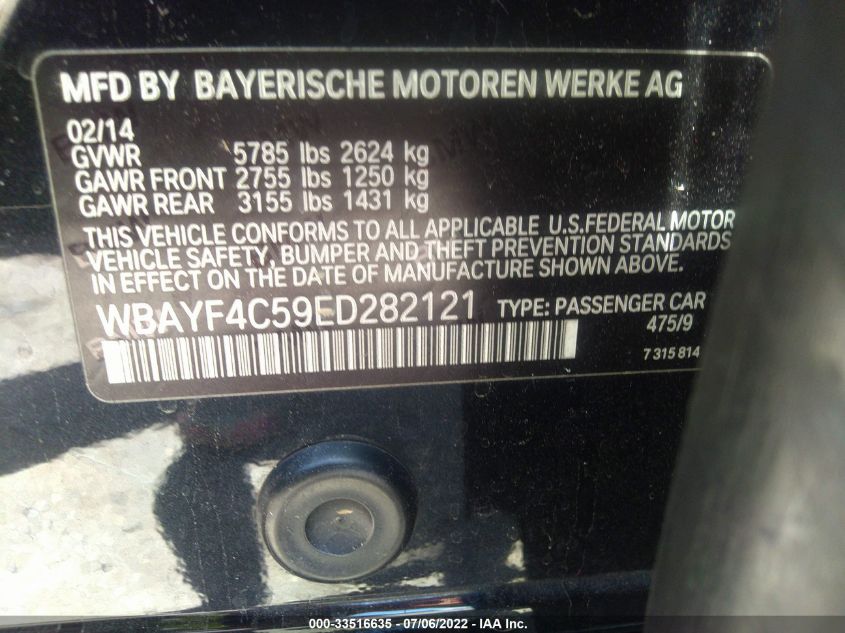 MFD BY BAYERISCHE MOTOREN WERKE AG
02/14
GVWR 5785 lbs 2624 kg
GAWR FRONT 2755 lbs 1250 kg
GAWR REAR 3155 lbs 1431 kg
THIS VEHICLE CONFORMS TO ALL APPLICABLE U.S.FEDERAL MOTOR
VEHICLE SAFETY, BUMPER AND THEFT PREVENTION STANDARDS
IN EFFECT ON THE DATE OF MANUFACTURE SHOWN ABOVE.
WBAYF4C59ED282121 TYPE: PASSENGER CAR
475/9
7 315 814
000-33516635 - 07/06/2022 - IAA Inc.